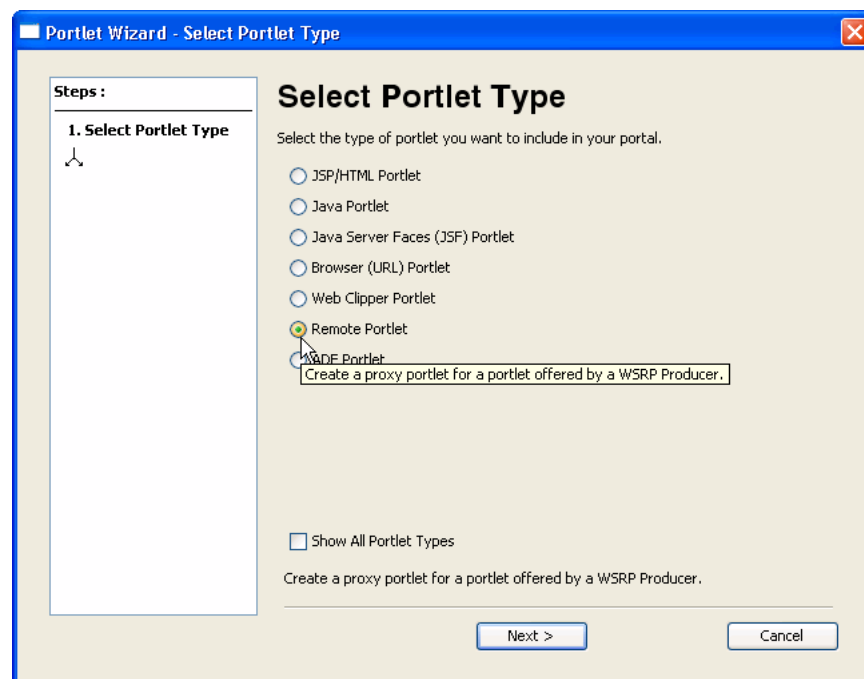 Portlet Wizard - Select Portlet Type
Steps :
1. Select Portlet Type
Select Portlet Type
Select the type of portlet you want to include in your portal.
JSP/HTML Portlet
Java Portlet
Java Server Faces (JSF) Portlet
Browser (URL) Portlet
Web Clipper Portlet
Remote Portlet
ADF Portlet
Create a proxy portlet for a portlet offered by a WSRP Producer.
Show All Portlet Types
Create a proxy portlet for a portlet offered by a WSRP Producer.
Next >
Cancel